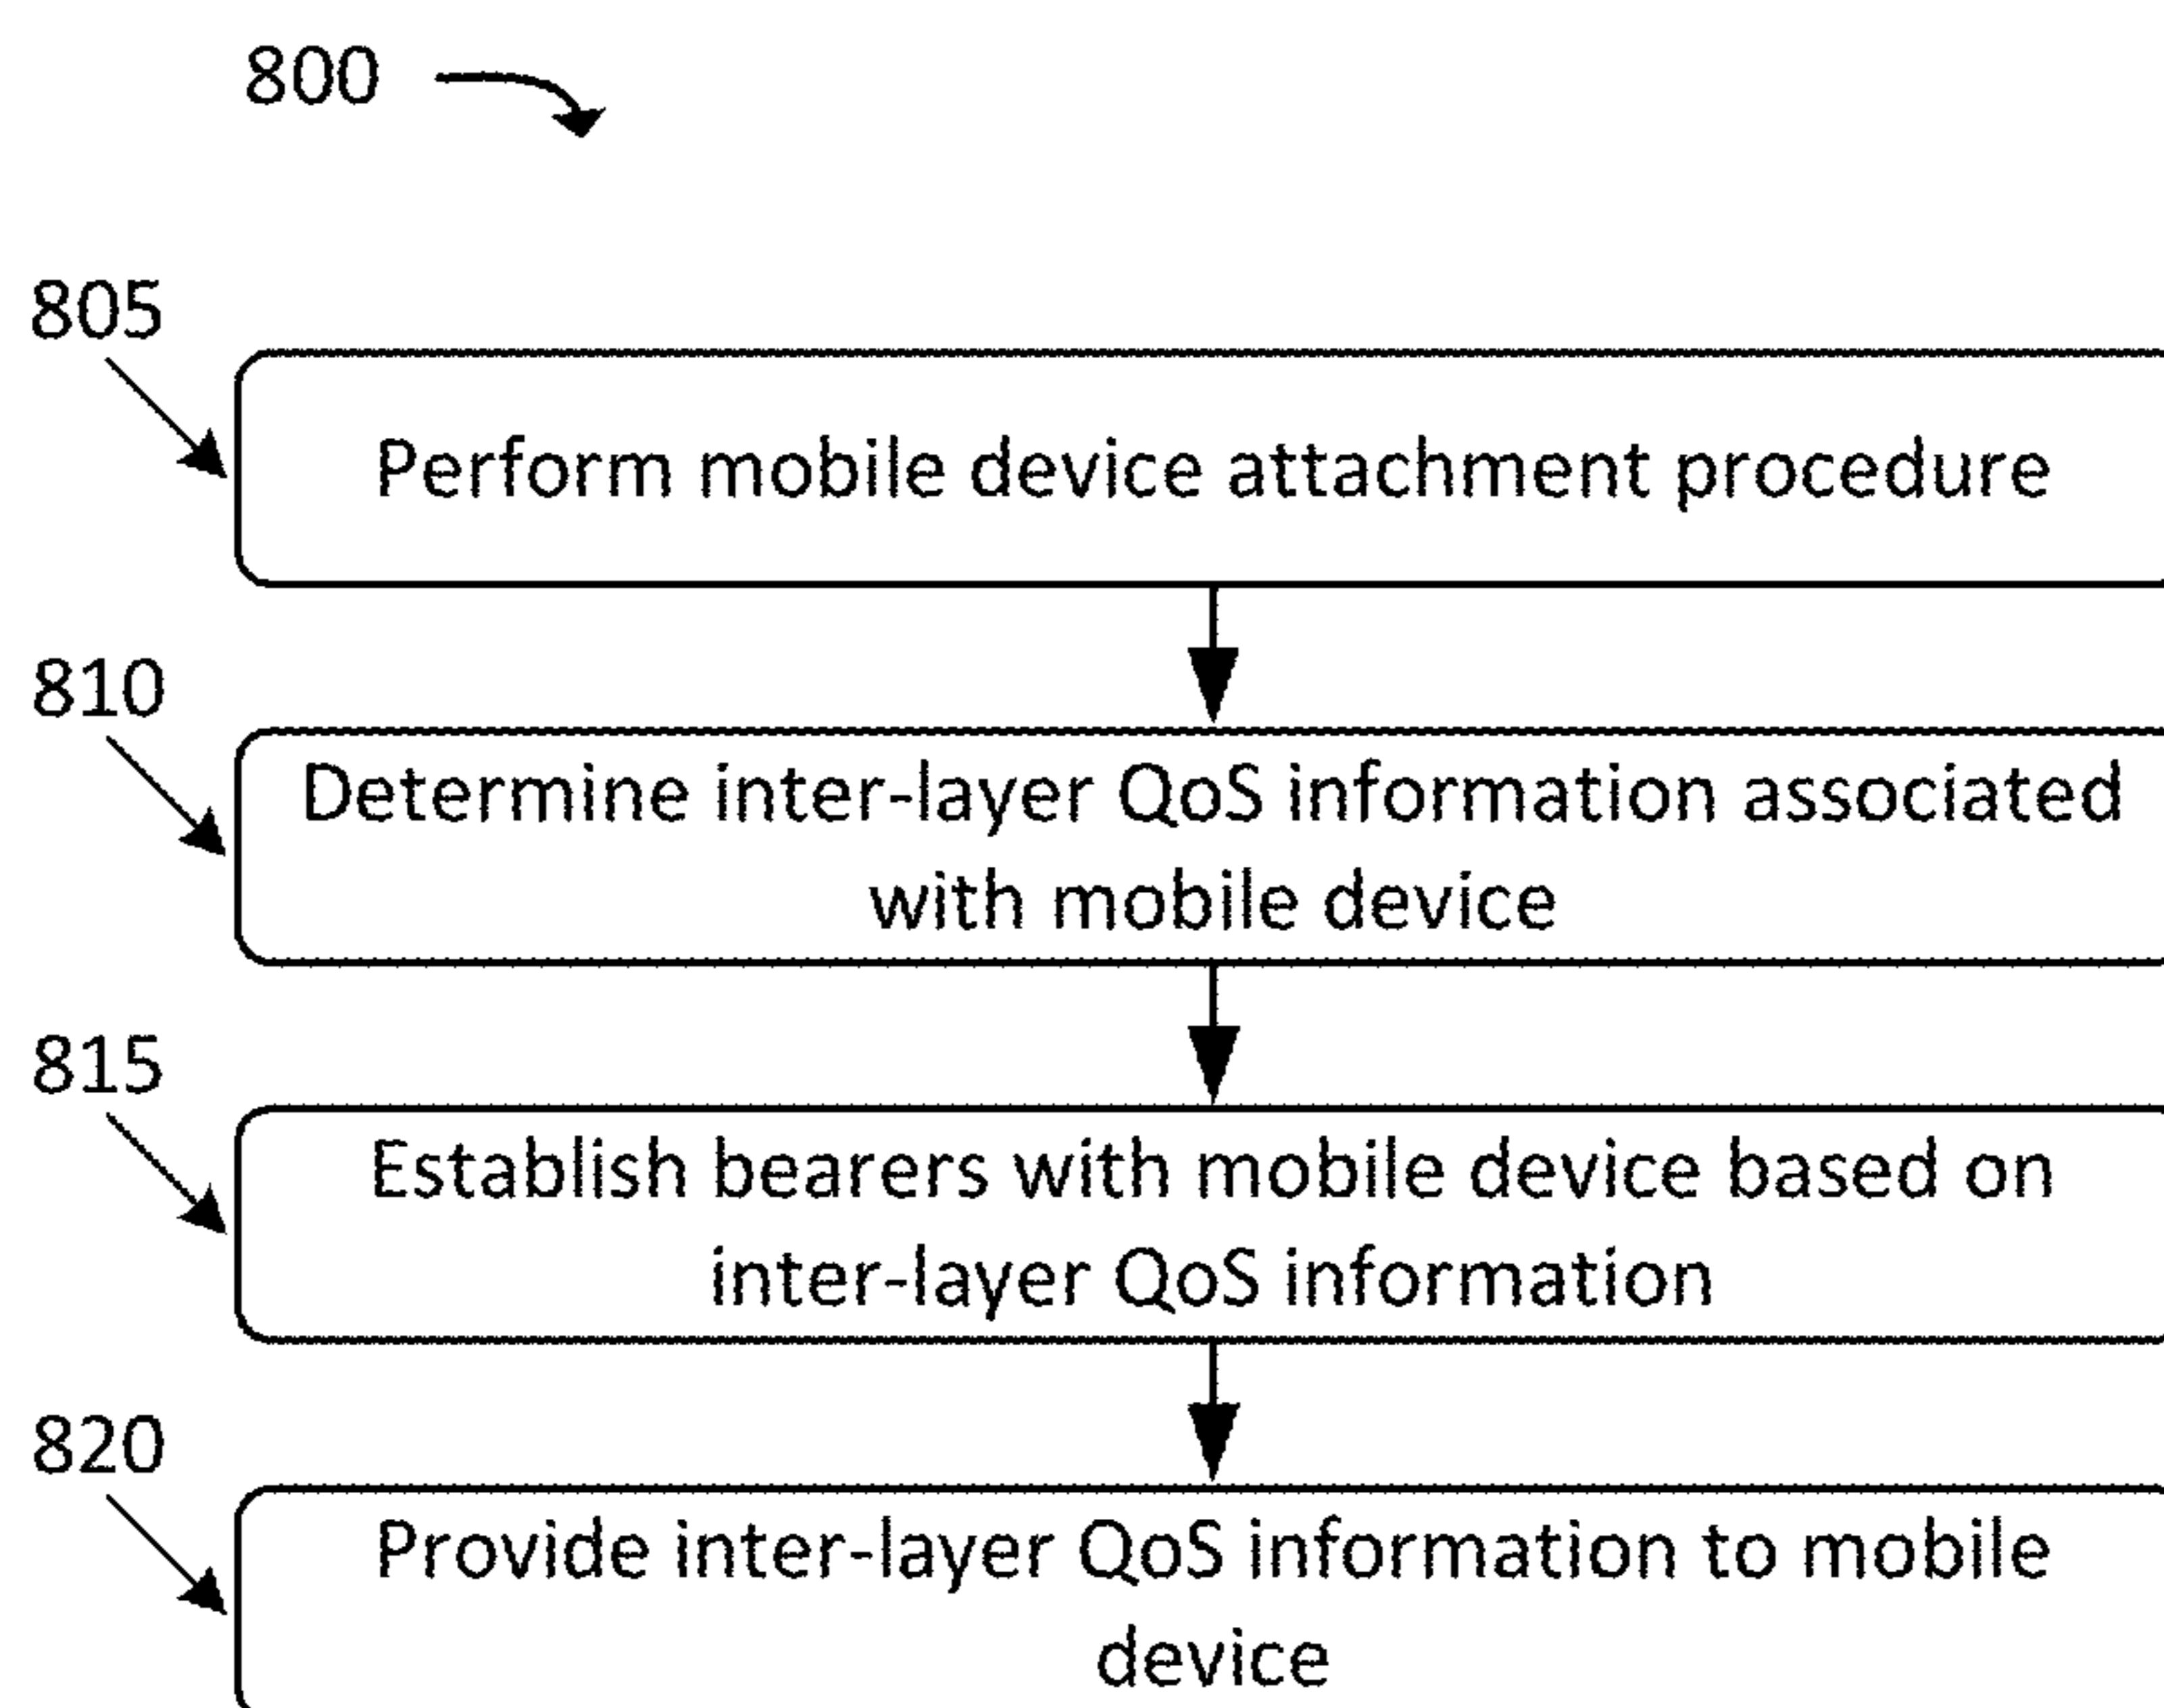 800
805
Perform mobile device attachment procedure
810
Determine inter-layer QoS information associated
with mobile device
815
Establish bearers with mobile device based on
inter-layer QoS information
820
Provide inter-layer QoS information to mobile
device